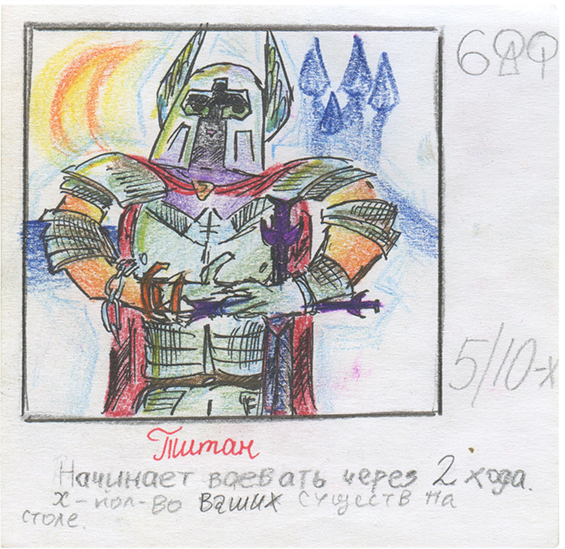 6
5/10-х
Титан
Начинает воевать через 2 хода.
х - кол-во ваших существ на
столе.